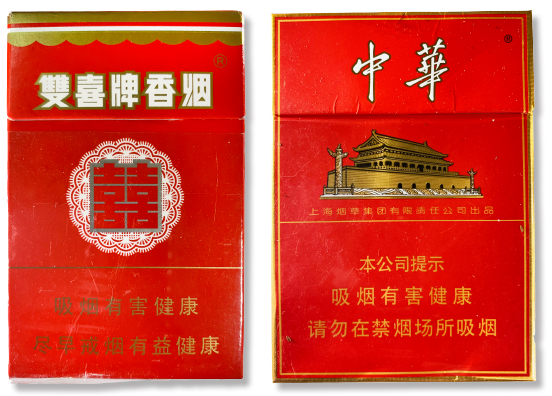 雙喜牌香烟
®
囍
吸烟有害健康
尽早戒烟有益健康
中華
®
上海烟草集团有限责任公司出品
本公司提示
吸烟有害健康
请勿在禁烟场所吸烟